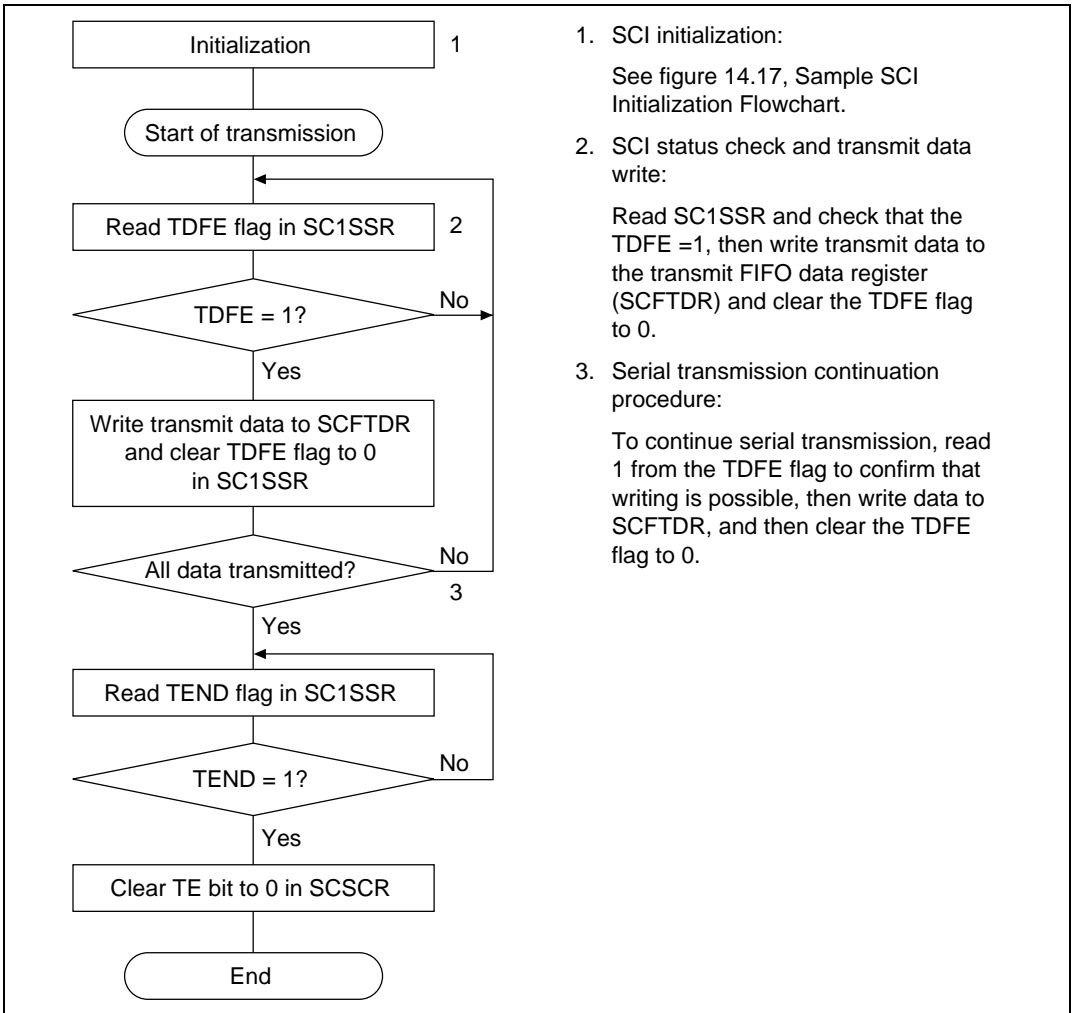 Initialization
1
Start of transmission
Read TDFE flag in SC1SSR
2
TDFE = 1?
No
Yes
Write transmit data to SCFTDR
and clear TDFE flag to 0
in SC1SSR
All data transmitted?
No
3
Yes
Read TEND flag in SC1SSR
TEND = 1?
No
Yes
Clear TE bit to 0 in SCSCR
End
1. SCI initialization:
See figure 14.17, Sample SCI
Initialization Flowchart.
2. SCI status check and transmit data
write:
Read SC1SSR and check that the
TDFE =1, then write transmit data to
the transmit FIFO data register
(SCFTDR) and clear the TDFE flag
to 0.
3. Serial transmission continuation
procedure:
To continue serial transmission, read
1 from the TDFE flag to confirm that
writing is possible, then write data to
SCFTDR, and then clear the TDFE
flag to 0.